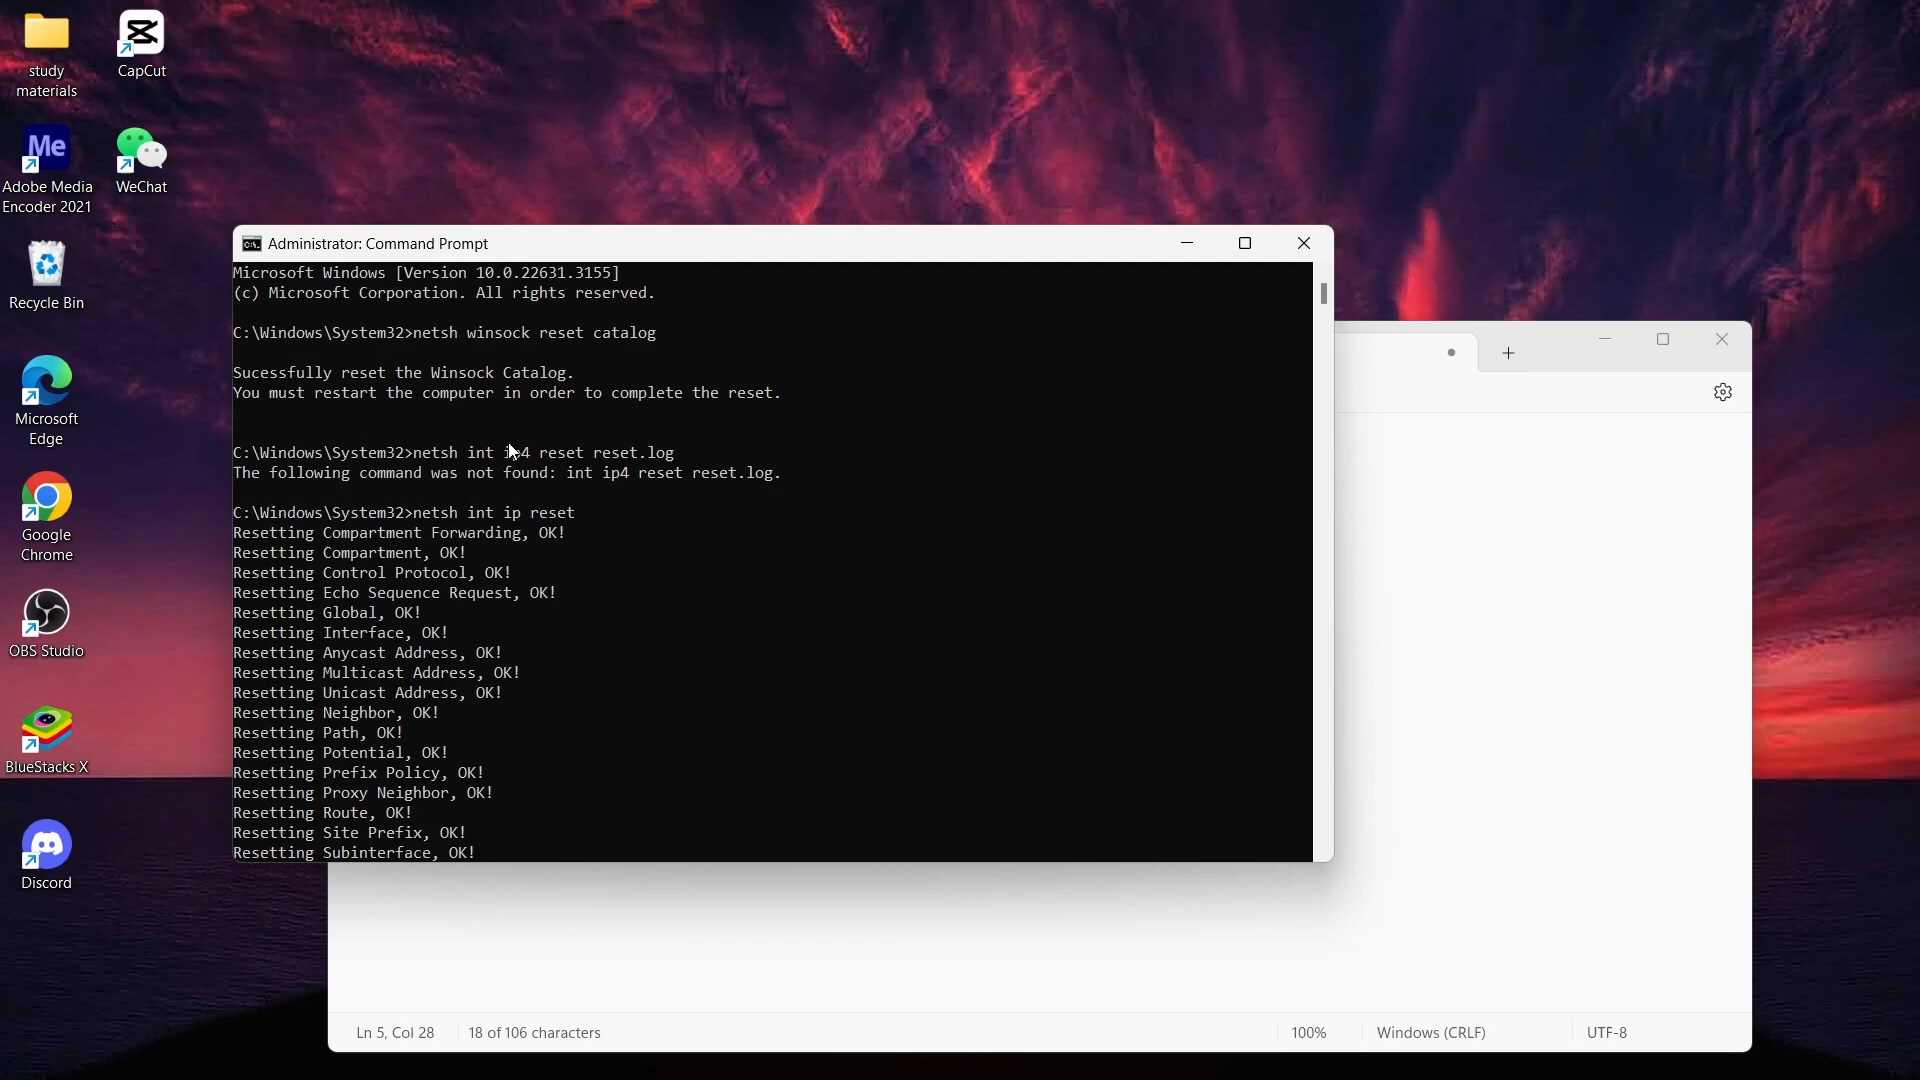 study
materials
CapCut
Me
Adobe Media
Encoder 2021
WeChat
Recycle Bin
Microsoft
Edge
Google
Chrome
OBS Studio
BlueStacks X
Discord
Administrator: Command Prompt
Microsoft Windows [Version 10.0.22631.3155]
(c) Microsoft Corporation. All rights reserved.
C:\Windows\System32>netsh winsock reset catalog
Sucessfully reset the Winsock Catalog.
You must restart the computer in order to complete the reset.
C:\Windows\System32>netsh int ip4 reset reset.log
The following command was not found: int ip4 reset reset.log.
C:\Windows\System32>netsh int ip reset
Resetting Compartment Forwarding, OK!
Resetting Compartment, OK!
Resetting Control Protocol, OK!
Resetting Echo Sequence Request, OK!
Resetting Global, OK!
Resetting Interface, OK!
Resetting Anycast Address, OK!
Resetting Multicast Address, OK!
Resetting Unicast Address, OK!
Resetting Neighbor, OK!
Resetting Path, OK!
Resetting Potential, OK!
Resetting Prefix Policy, OK!
Resetting Proxy Neighbor, OK!
Resetting Route, OK!
Resetting Site Prefix, OK!
Resetting Subinterface, OK!
Ln 5, Col 28 18 of 106 characters 100% Windows (CRLF) UTF-8